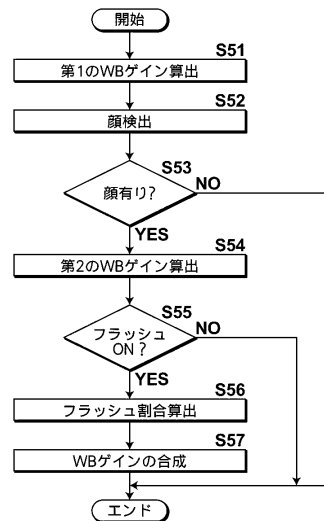 開始
S51
第1のWBゲイン算出
S52
顔検出
S53
顔有り?
NO
YES
S54
第2のWBゲイン算出
S55
フラッシュ
ON?
NO
YES
S56
フラッシュ割合算出
S57
WBゲインの合成
エンド